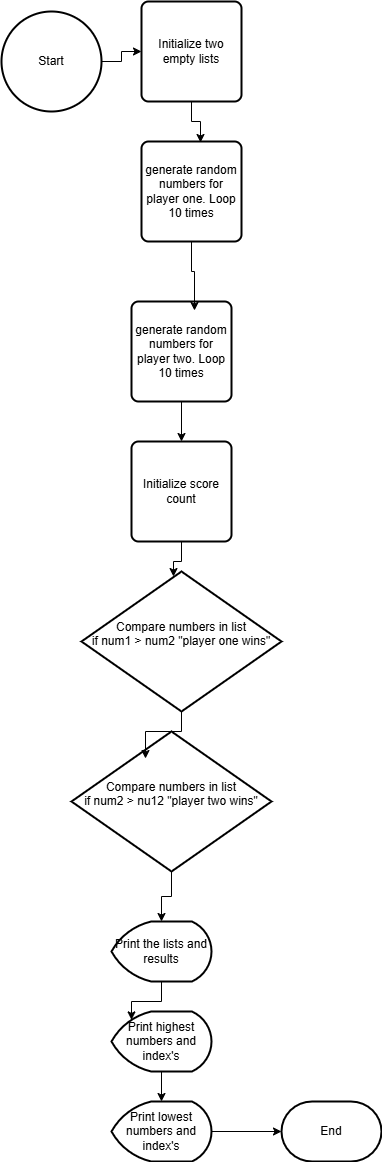 Start
Initialize two
empty lists
generate random
numbers for
player one. Loop
10 times
generate random
numbers for
player two. Loop
10 times
Initialize score
count
Compare numbers in list
if num1 > num2 "player one wins"
Compare numbers in list
if num2 > nu12 "player two wins"
Print the lists and
results
Print highest
numbers and
index's
Print lowest
numbers and
index's
End